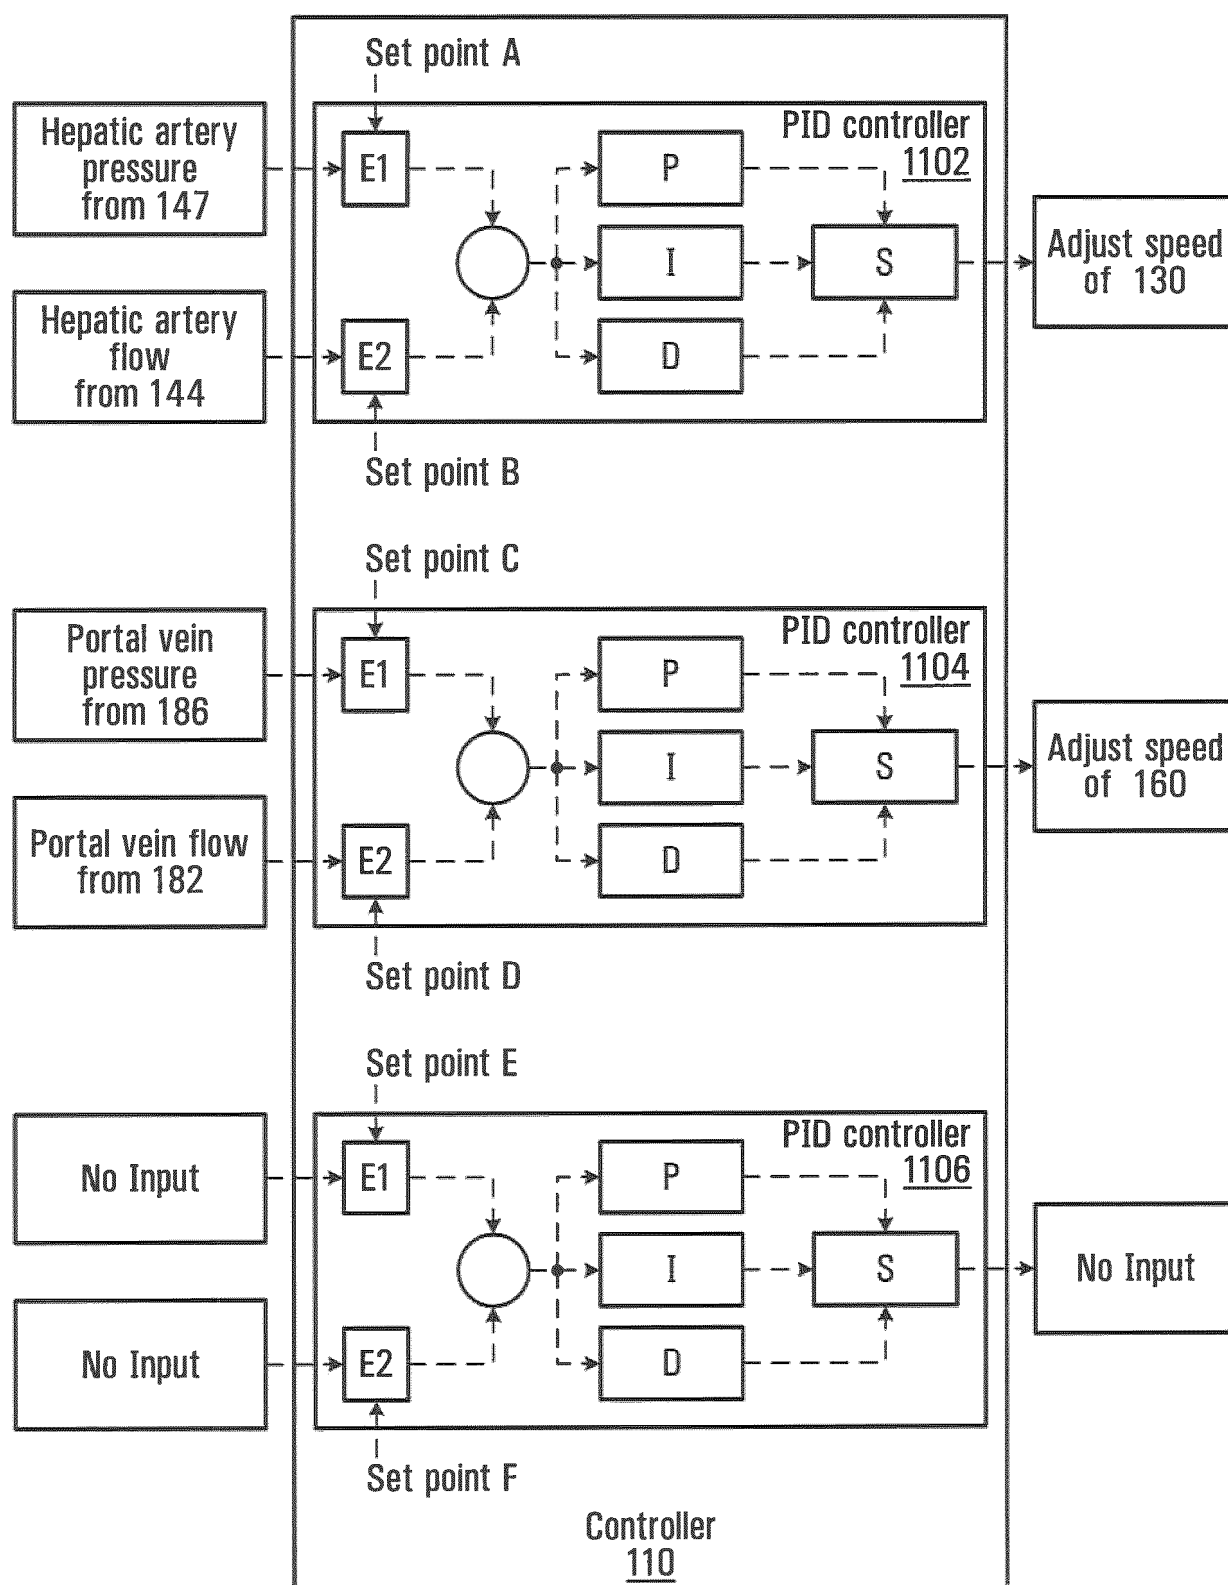 Set point A
Hepatic artery
pressure
from 147
E1
P
PID controller
1102
I
S
Adjust speed
of 130
Hepatic artery
flow
from 144
E2
D
Set point B
Set point C
Portal vein
pressure
from 186
E1
P
PID controller
1104
I
S
Adjust speed
of 160
Portal vein flow
from 182
E2
D
Set point D
Set point E
No Input
E1
P
PID controller
1106
I
S
No Input
No Input
E2
D
Set point F
Controller
110